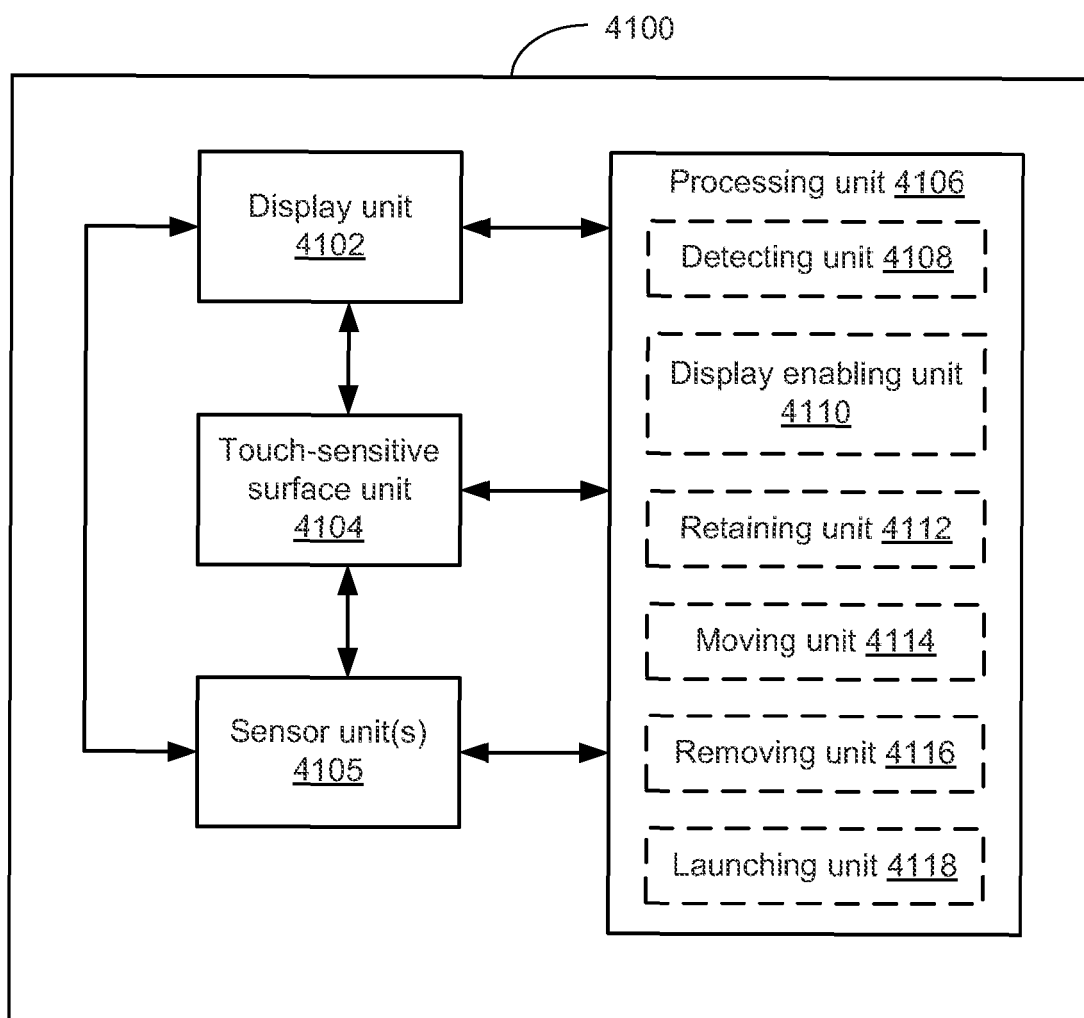 4100
Display unit
4102
Touch-sensitive
surface unit
4104
Sensor unit(s)
4105
Processing unit 4106
Detecting unit 4108
Display enabling unit
4110
Retaining unit 4112
Moving unit 4114
Removing unit 4116
Launching unit 4118